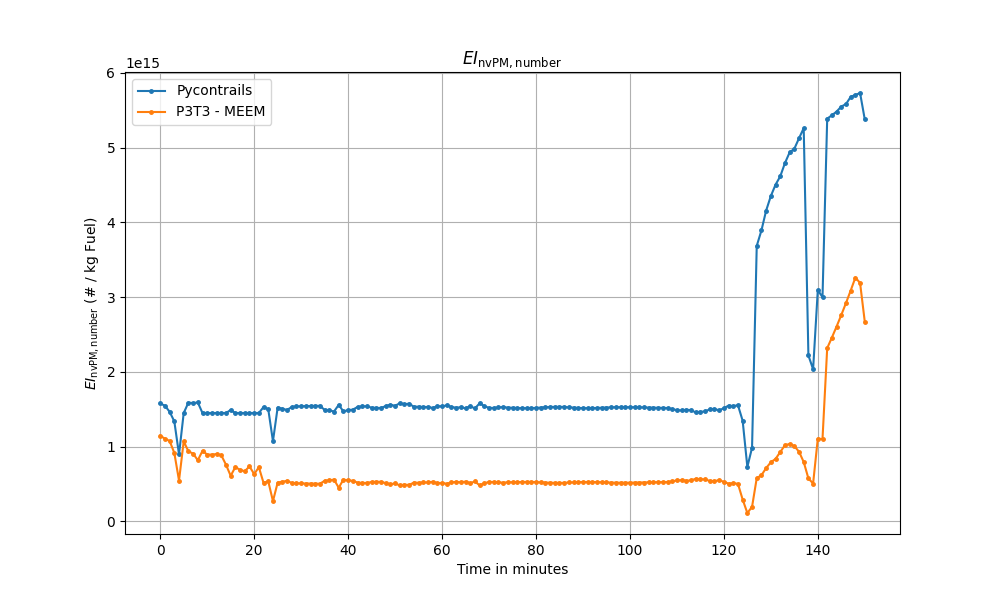 EI_nvPM, number
1e15
Pycontrails
P3T3 - MEEM
6
5
4
3
2
1
0
EI_nvPM, number (# / kg Fuel)
0 20 40 60 80 100 120 140
Time in minutes